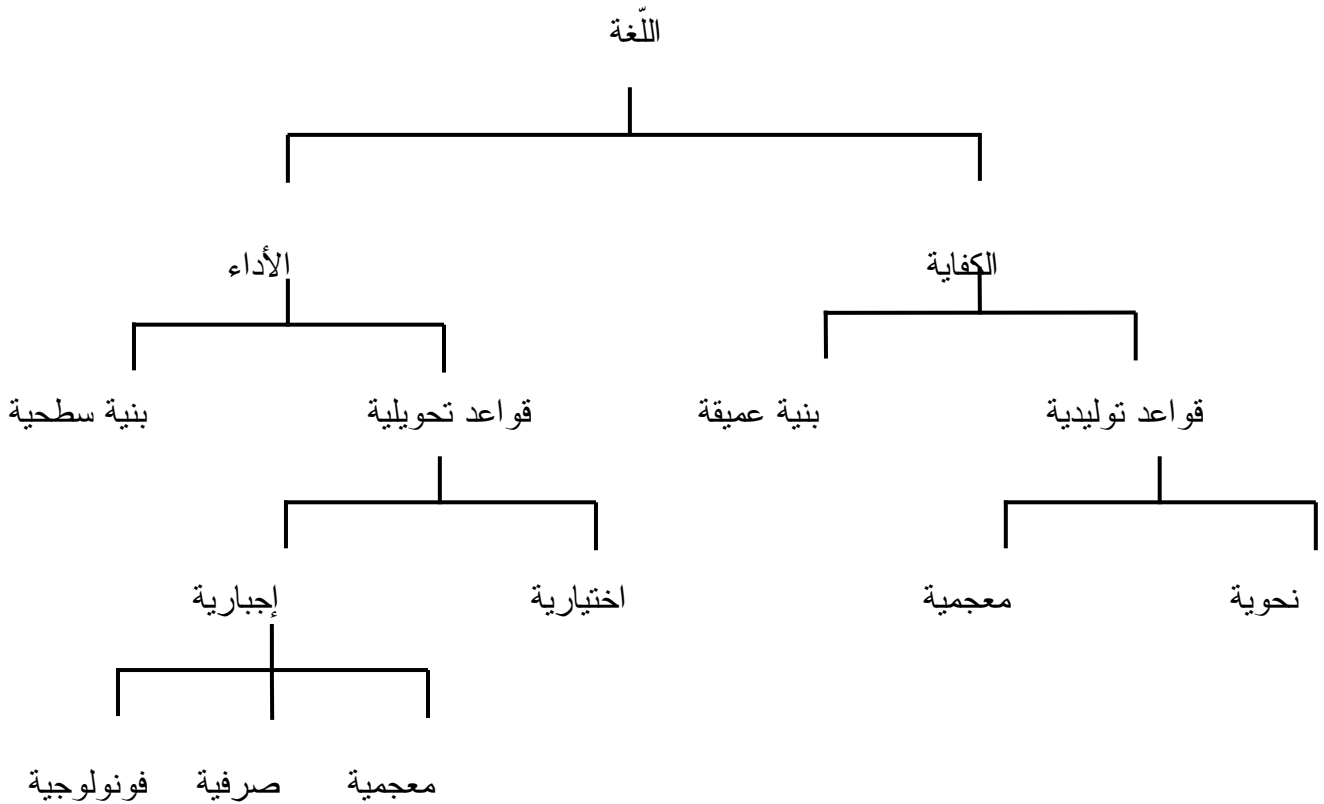 اللّغة
الكفاية الأداء
قواعد توليدية بنية عميقة قواعد تحويلية بنية سطحية
نحوية معجمية اختيارية إجبارية
معجمية صرفية فونولوجية